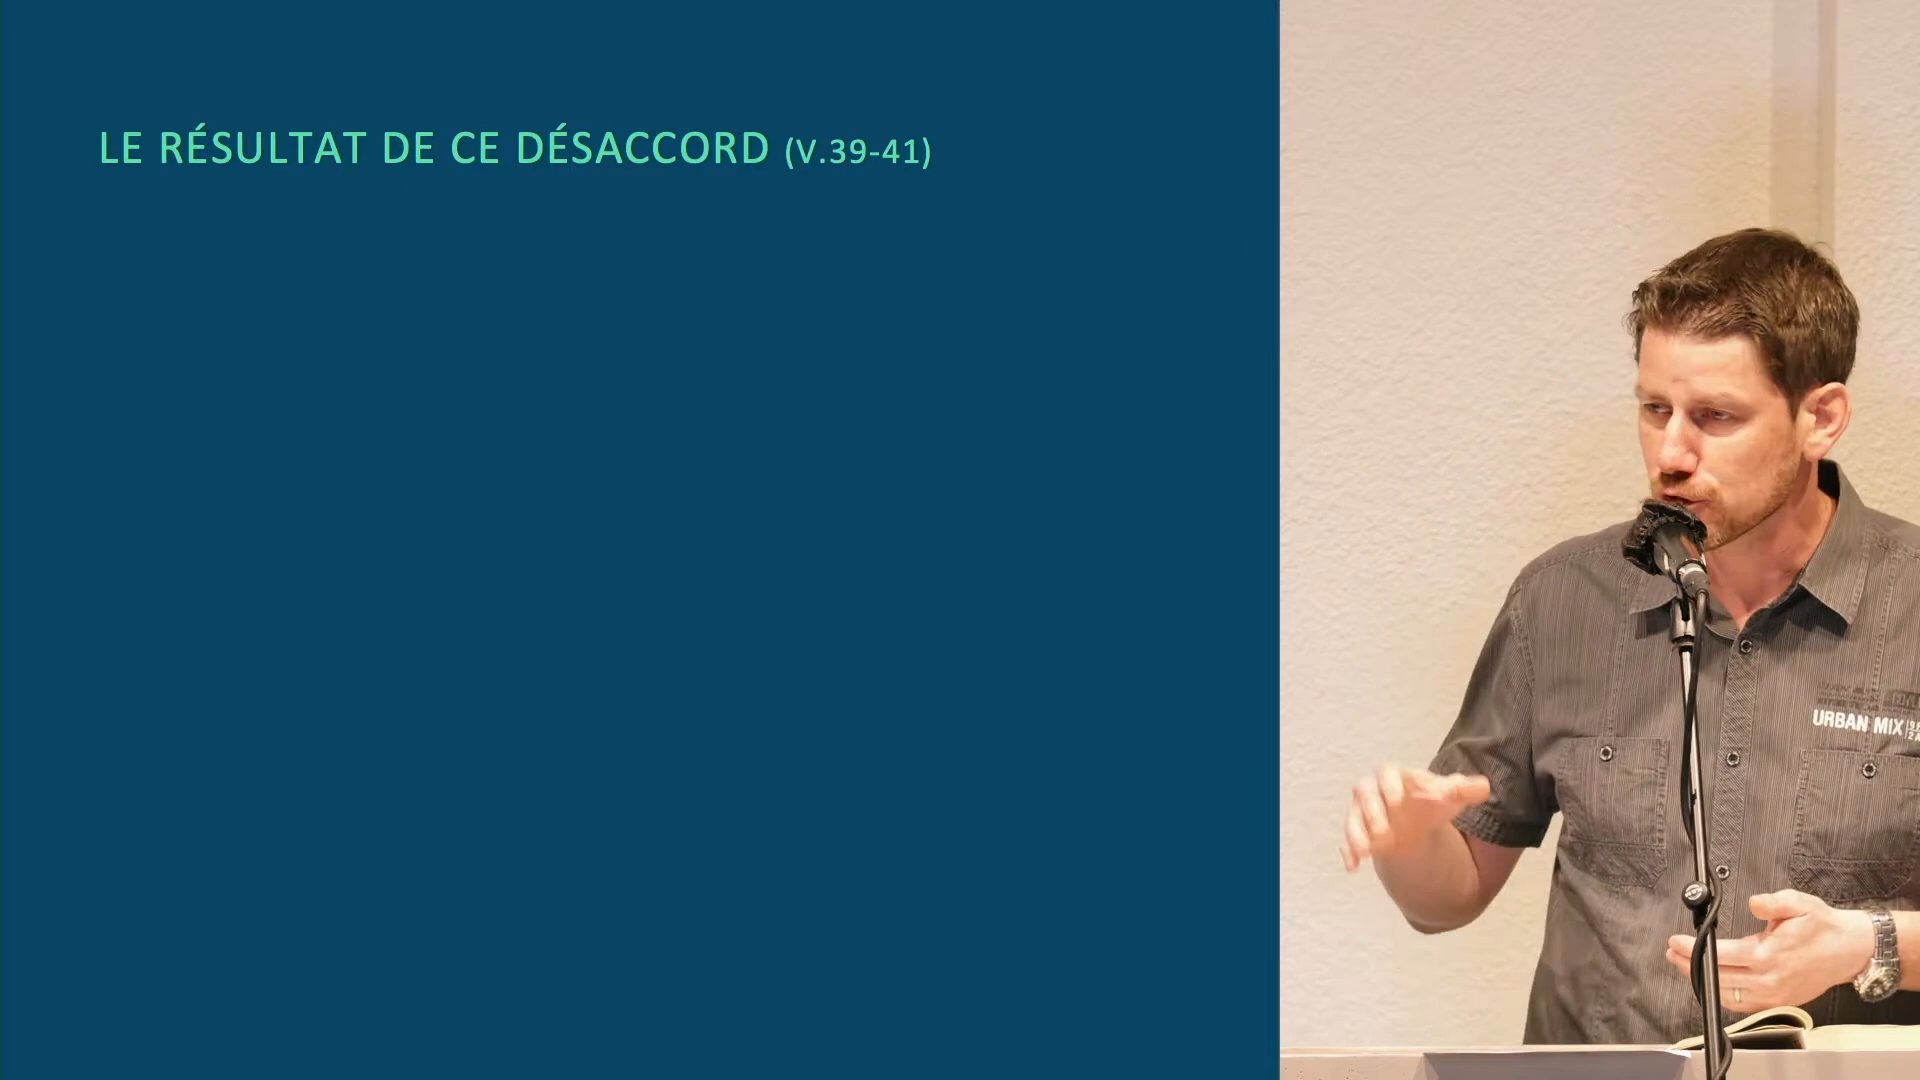 LE RÉSULTAT DE CE DÉSACCORD (V.39-41)
URBAN MIX